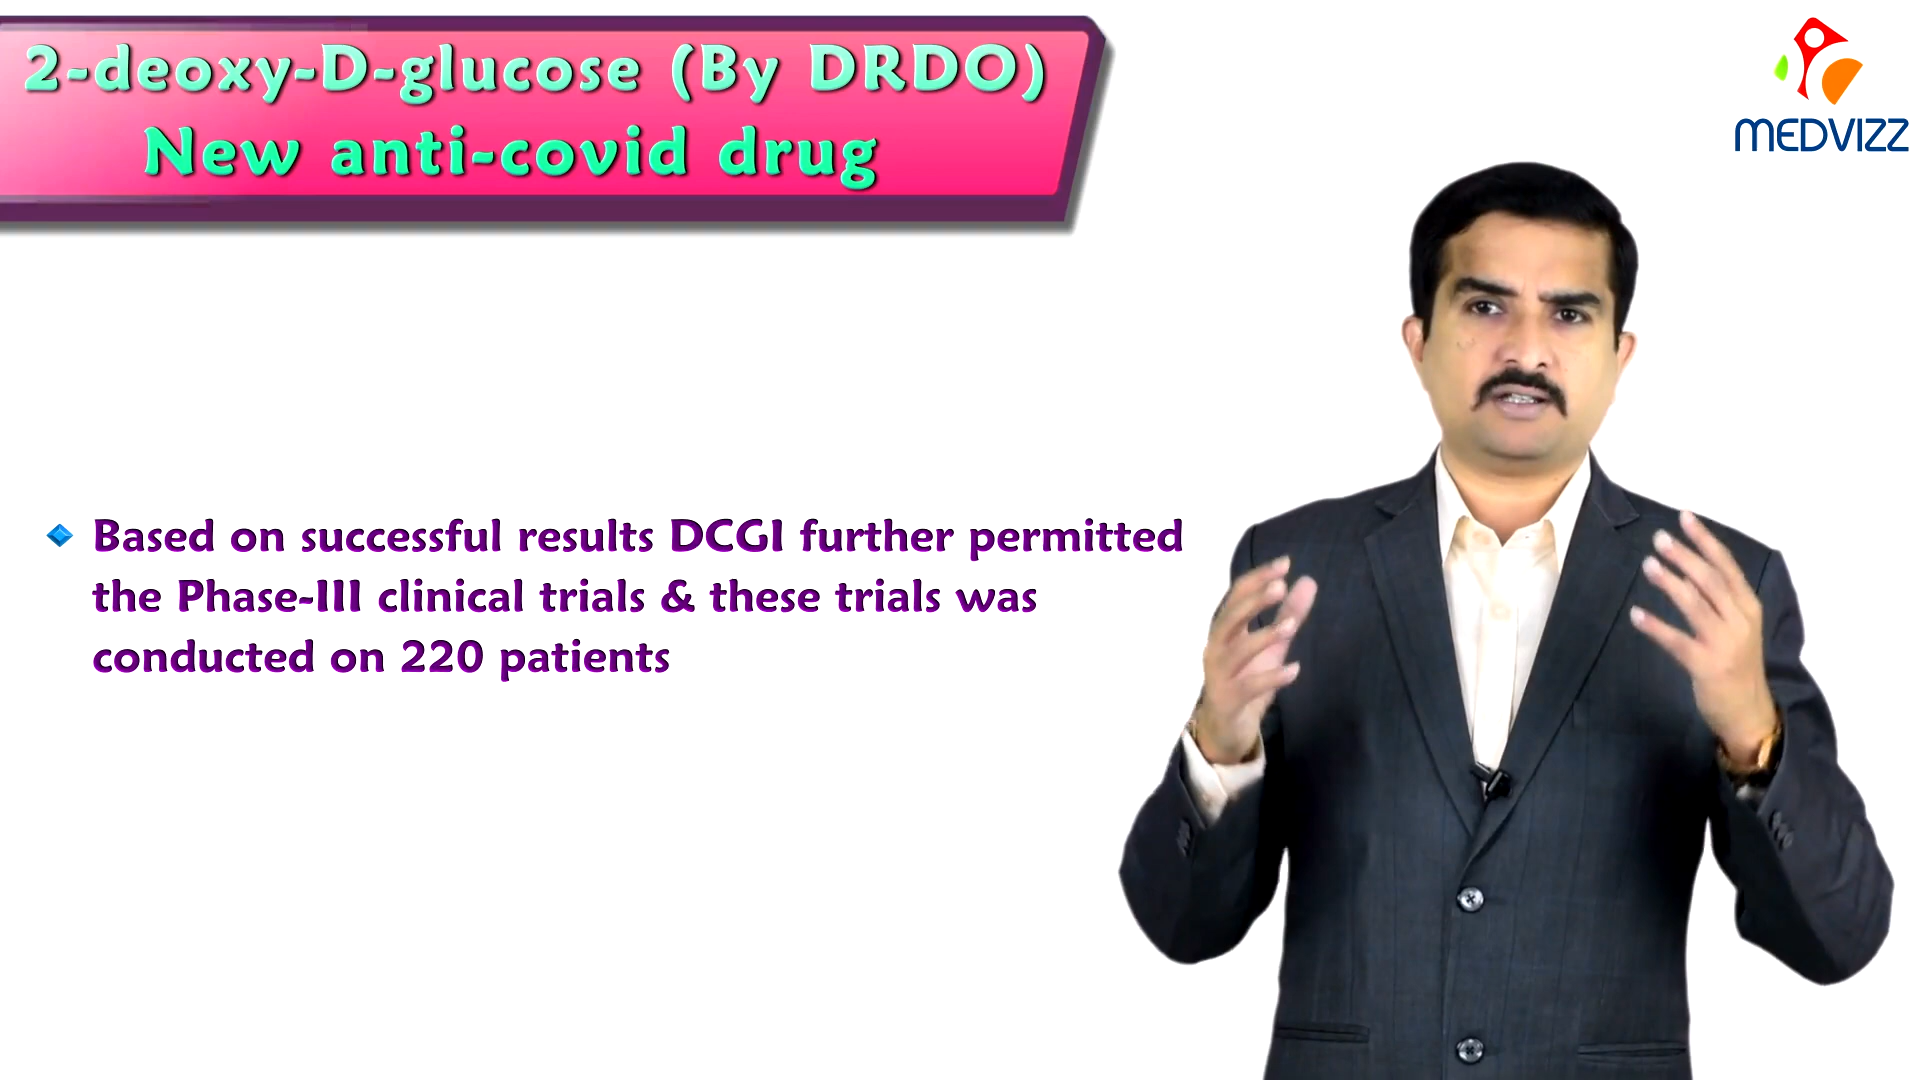 2-deoxy-D-glucose (By DRDO)
New anti-covid drug
MEDVIZZ
Based on successful results DCGI further permitted
the Phase-III clinical trials & these trials was
conducted on 220 patients